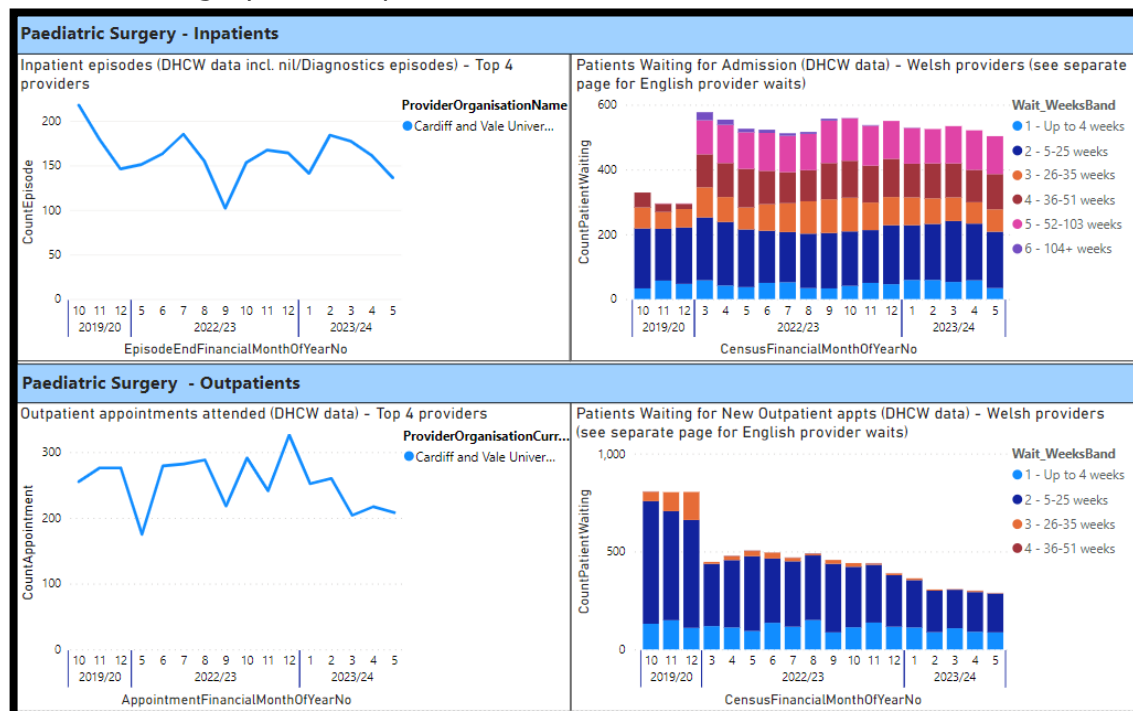 Paediatric Surgery - Inpatients
Inpatient episodes (DHCW data incl. nil/Diagnostics episodes) - Top 4
providers
ProviderOrganisationName
Cardiff and Vale Univer...
CountEpisode
200
150
100
50
0
10 11 12 5 6 7 8 9 10 11 12 1 2 3 4 5
2019/20 2022/23 2023/24
EpisodeEndFinancialMonthOfYearNo
Patients Waiting for Admission (DHCW data) - Welsh providers (see separate
page for English provider waits)
Wait_WeeksBand
1 - Up to 4 weeks
2 - 5-25 weeks
3 - 26-35 weeks
4 - 36-51 weeks
5 - 52-103 weeks
6 - 104+ weeks
CountPatientWaiting
600
400
200
0
10 11 12 3 4 5 6 7 8 9 10 11 12 1 2 3 4 5
2019/20 2022/23 2023/24
CensusFinancialMonthOfYearNo
Paediatric Surgery - Outpatients
Outpatient appointments attended (DHCW data) - Top 4 providers
ProviderOrganisationCurr...
Cardiff and Vale Univer...
CountAppointment
300
200
100
0
10 11 12 5 6 7 8 9 10 11 12 1 2 3 4 5
2019/20 2022/23 2023/24
AppointmentFinancialMonthOfYearNo
Patients Waiting for New Outpatient appts (DHCW data) - Welsh providers
(see separate page for English provider waits)
Wait_WeeksBand
1 - Up to 4 weeks
2 - 5-25 weeks
3 - 26-35 weeks
4 - 36-51 weeks
CountPatientWaiting
1,000
500
0
10 11 12 3 4 5 6 7 8 9 10 11 12 1 2 3 4 5
2019/20 2022/23 2023/24
CensusFinancialMonthOfYearNo